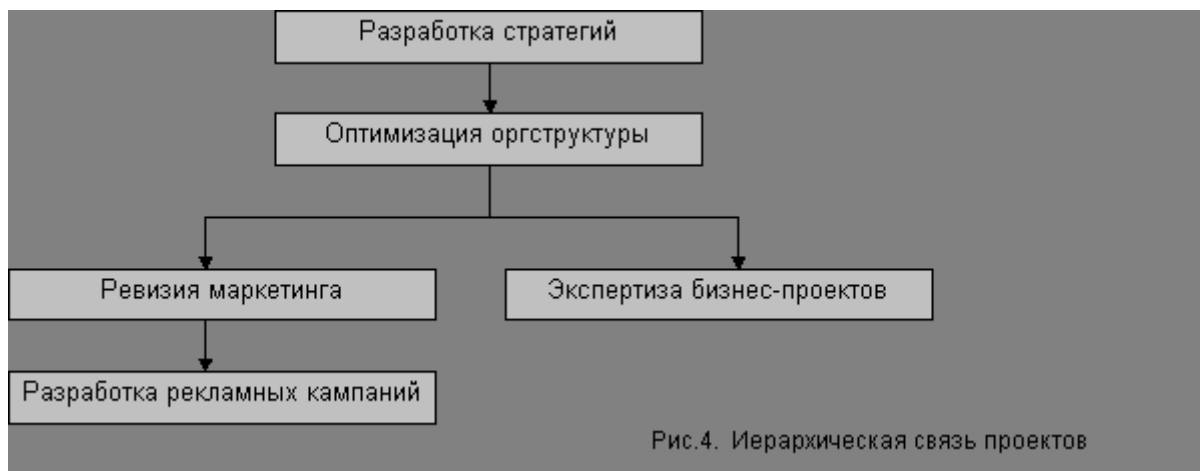 Разработка стратегий
Оптимизация оргструктуры
Ревизия маркетинга
Экспертиза бизнес-проектов
Разработка рекламных кампаний
Рис.4. Иерархическая связь проектов